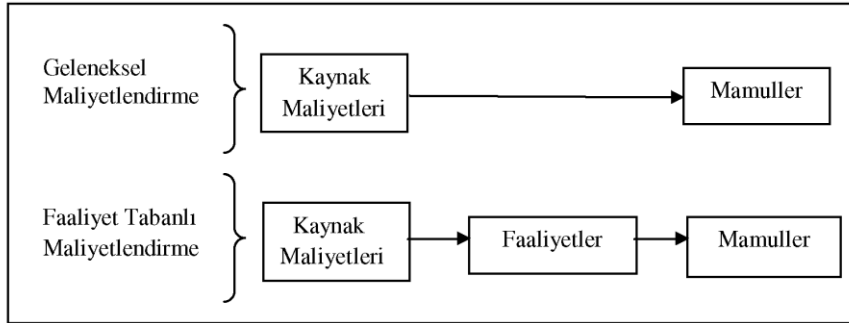 Geleneksel
Maliyetlendirme
Kaynak
Maliyetleri
Mamuller
Faaliyet Tabanlı
Maliyetlendirme
Kaynak
Maliyetleri
Faaliyetler
Mamuller